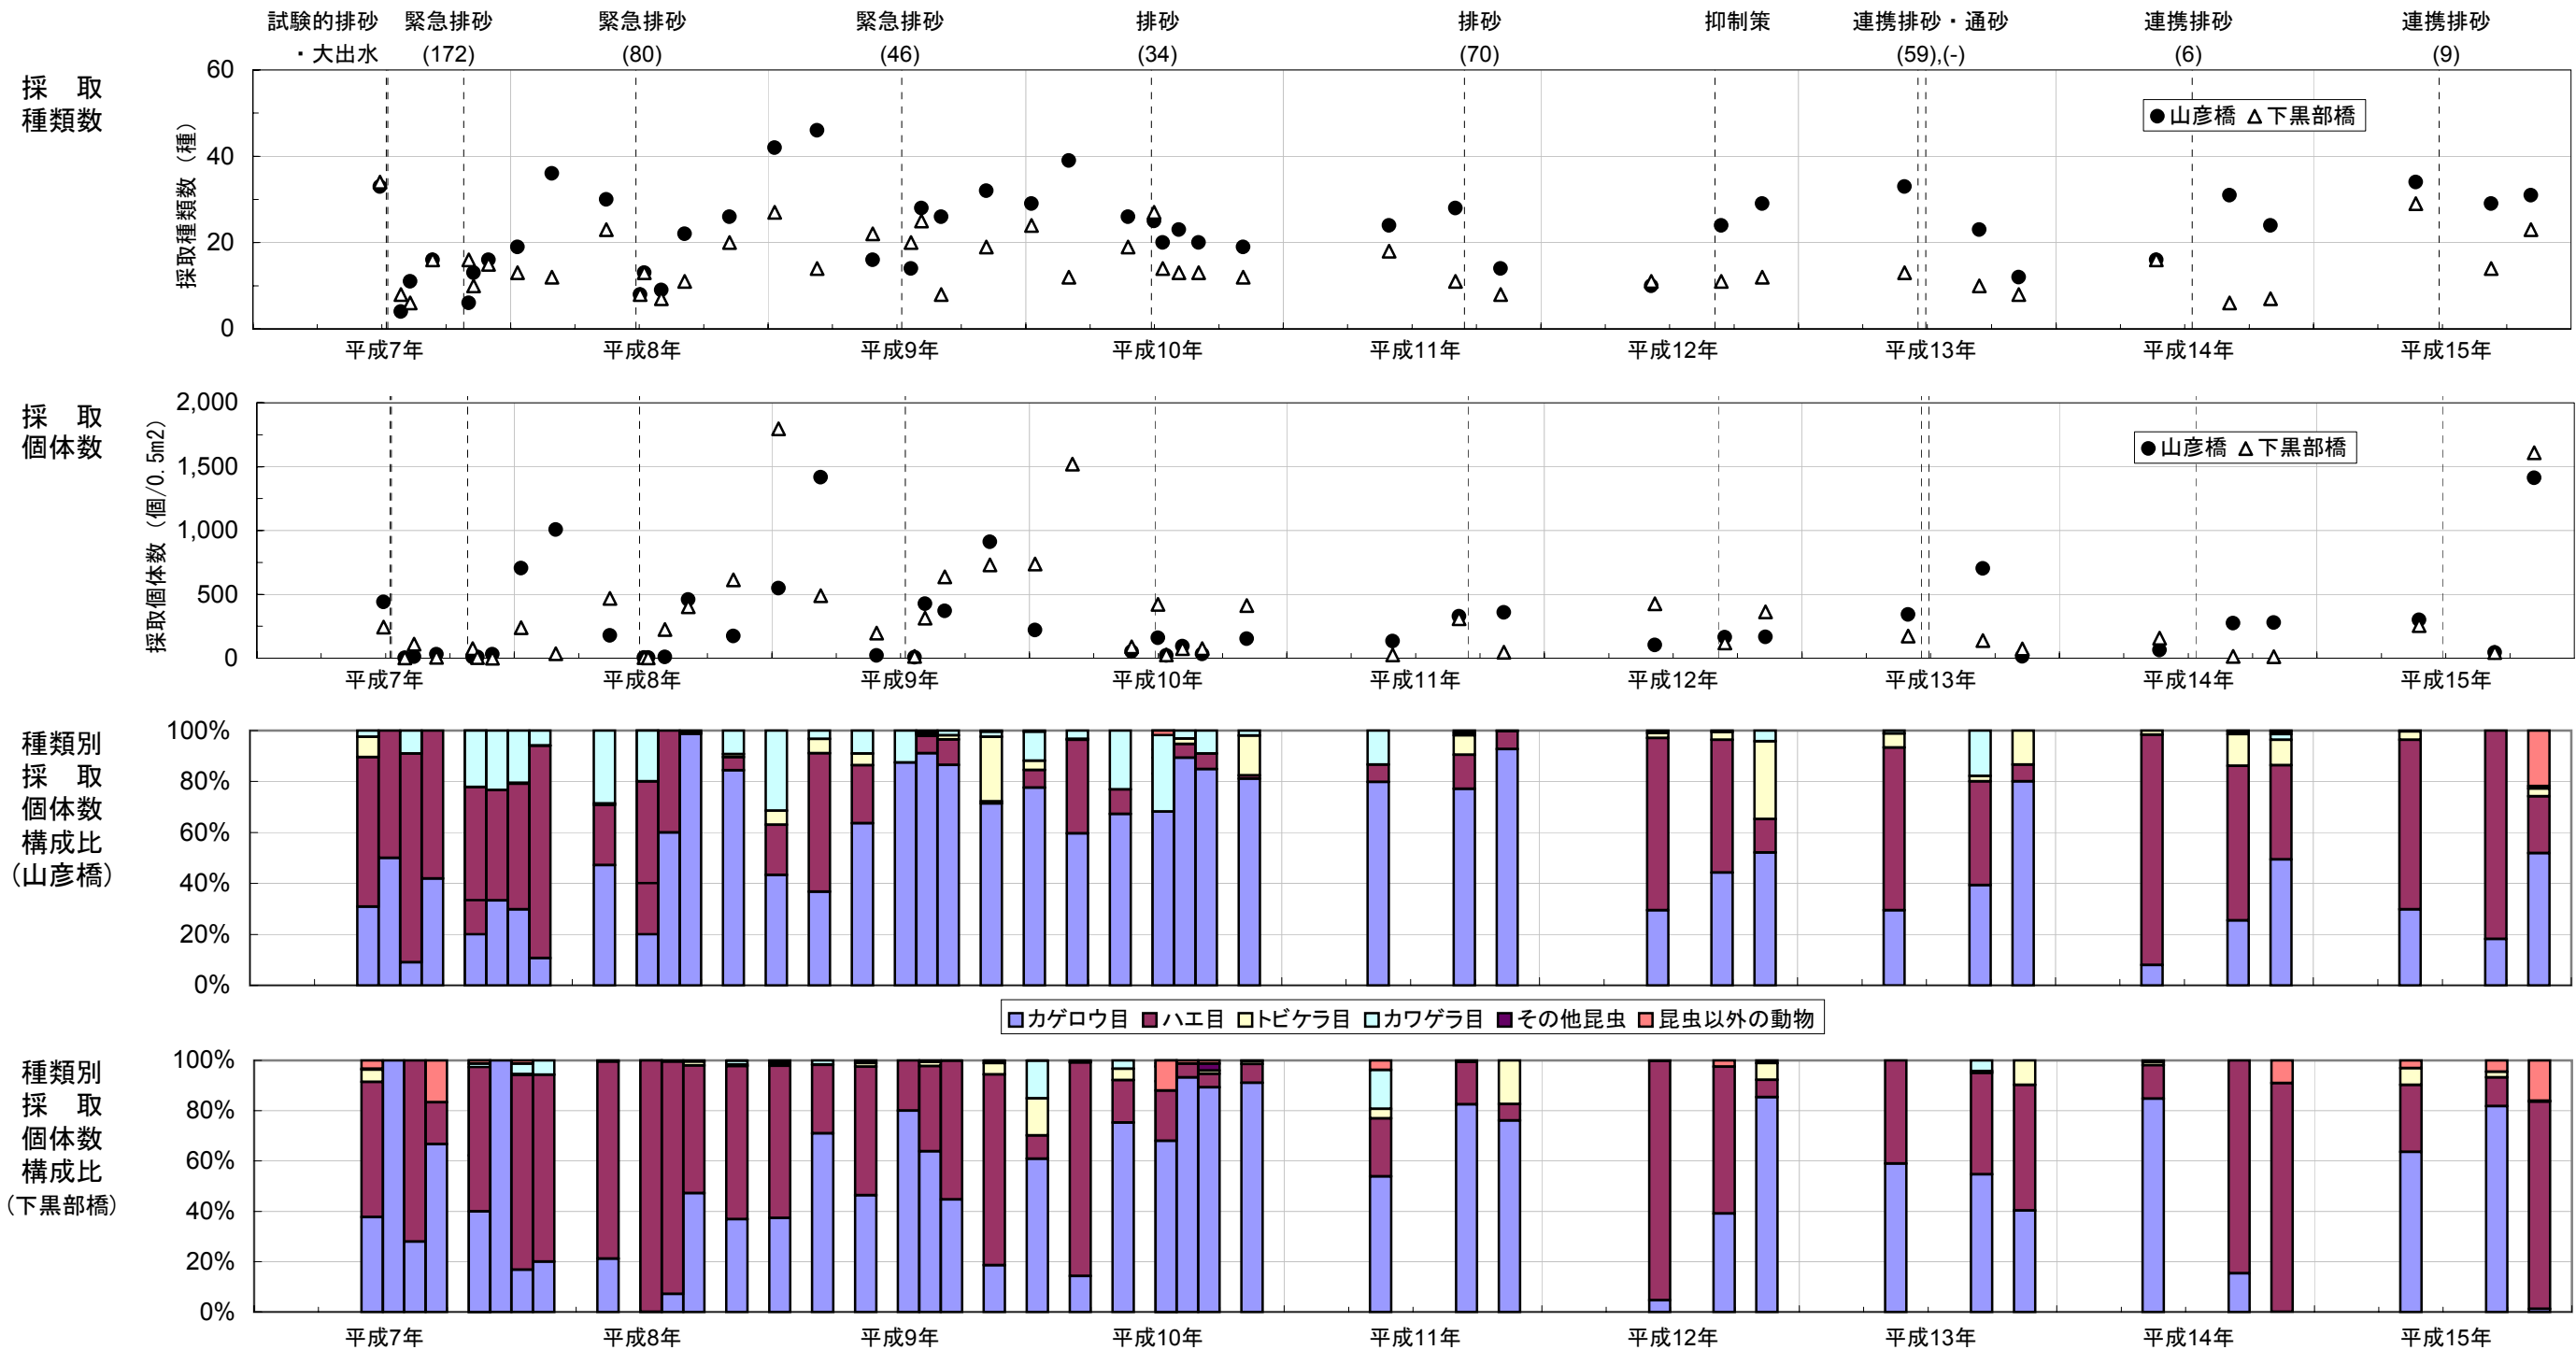 試験的排砂 緊急排砂 緊急排砂 緊急排砂 排砂 排砂 抑制策 連携排砂・通砂 連携排砂 連携排砂
・大出水 (172) (80) (46) (34) (70) (59),(-) (6) (9)
採 取
種類数
採取種類数（種）
60
40
20
0
●山彦橋 △下黒部橋
平成7年 平成8年 平成9年 平成10年 平成11年 平成12年 平成13年 平成14年 平成15年
採 取
個体数
採取個体数（個/0.5m2）
2,000
1,500
1,000
500
0
●山彦橋 △下黒部橋
平成7年 平成8年 平成9年 平成10年 平成11年 平成12年 平成13年 平成14年 平成15年
種類別
採 取
個体数
構成比
（山彦橋）
100%
80%
60%
40%
20%
0%
カゲロウ目 ハエ目 トビケラ目 カワゲラ目 その他昆虫 昆虫以外の動物
種類別
採 取
個体数
構成比
（下黒部橋）
100%
80%
60%
40%
20%
0%
平成7年 平成8年 平成9年 平成10年 平成11年 平成12年 平成13年 平成14年 平成15年